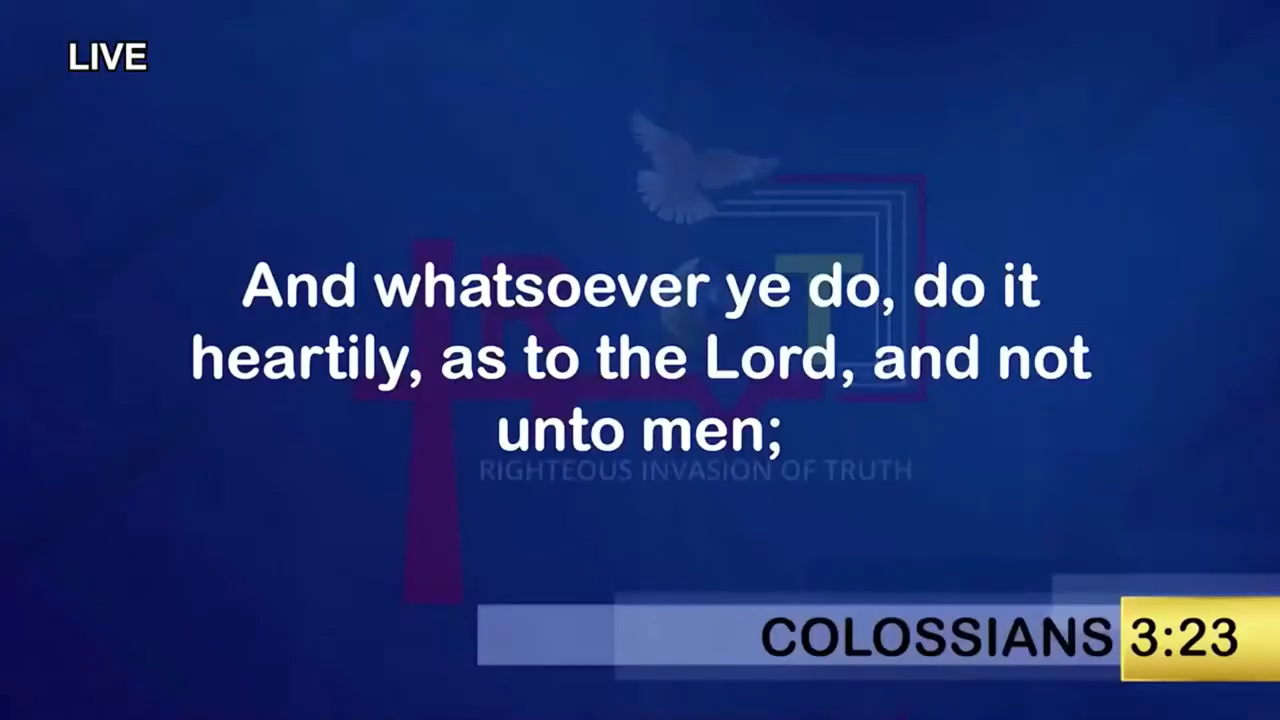 LIVE
And whatsoever ye do, do it
heartily, as to the Lord, and not
unto men;
RIGHTEOUS INVASION OF TRUTH
COLOSSIANS 3:23